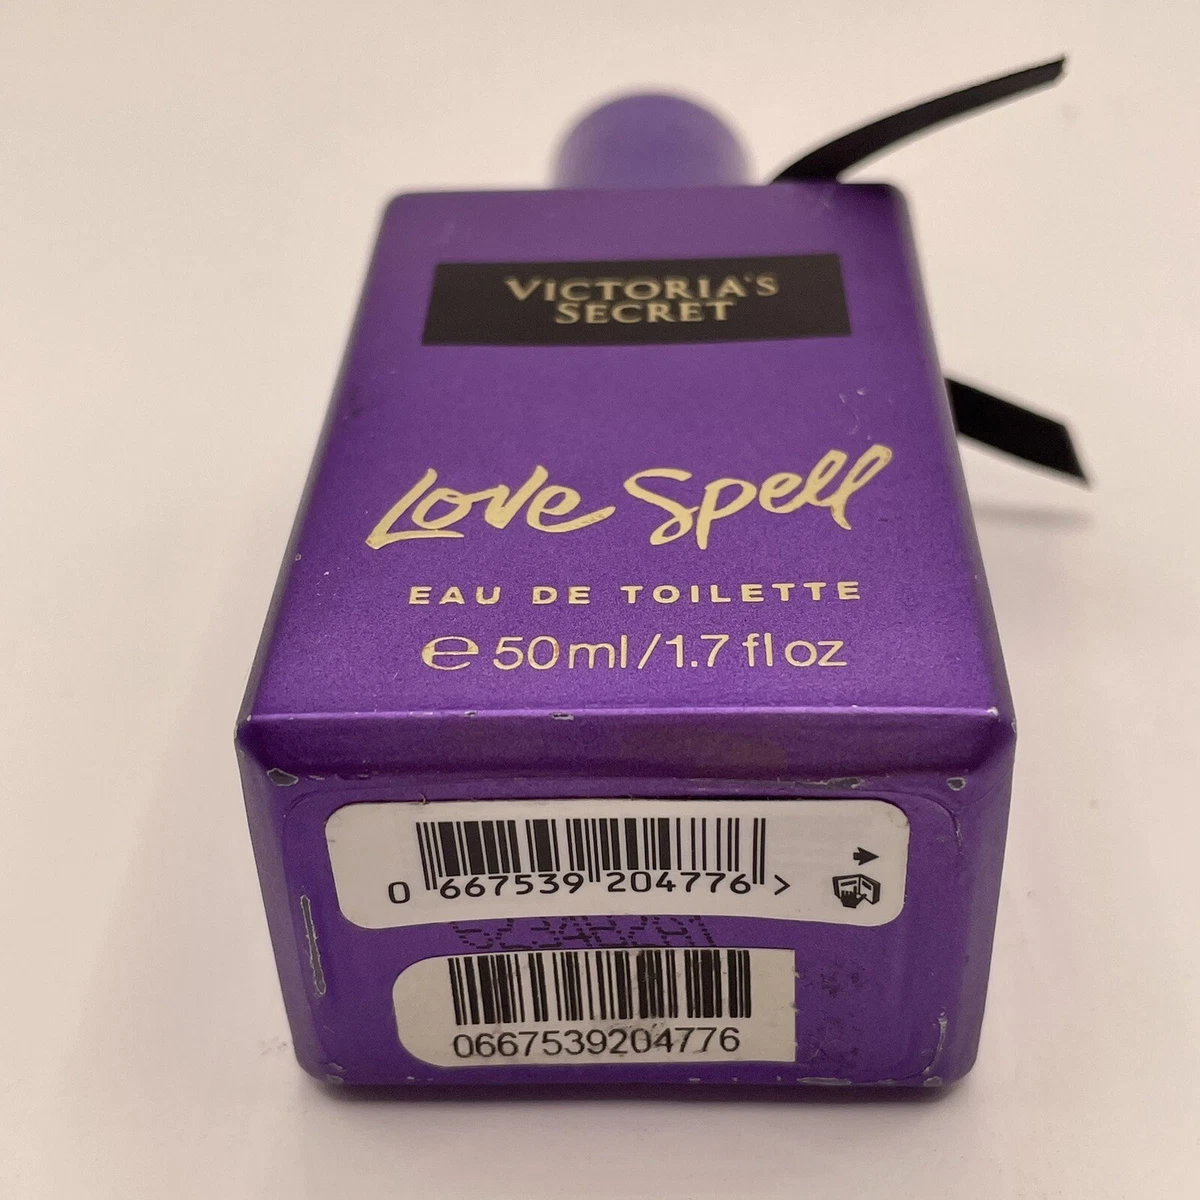 VICTORIA'S
SECRET
Love Spell
EAU DE TOILETTE
℮ 50ml/1.7 fl oz
0 667539 204776 >
0667539204776